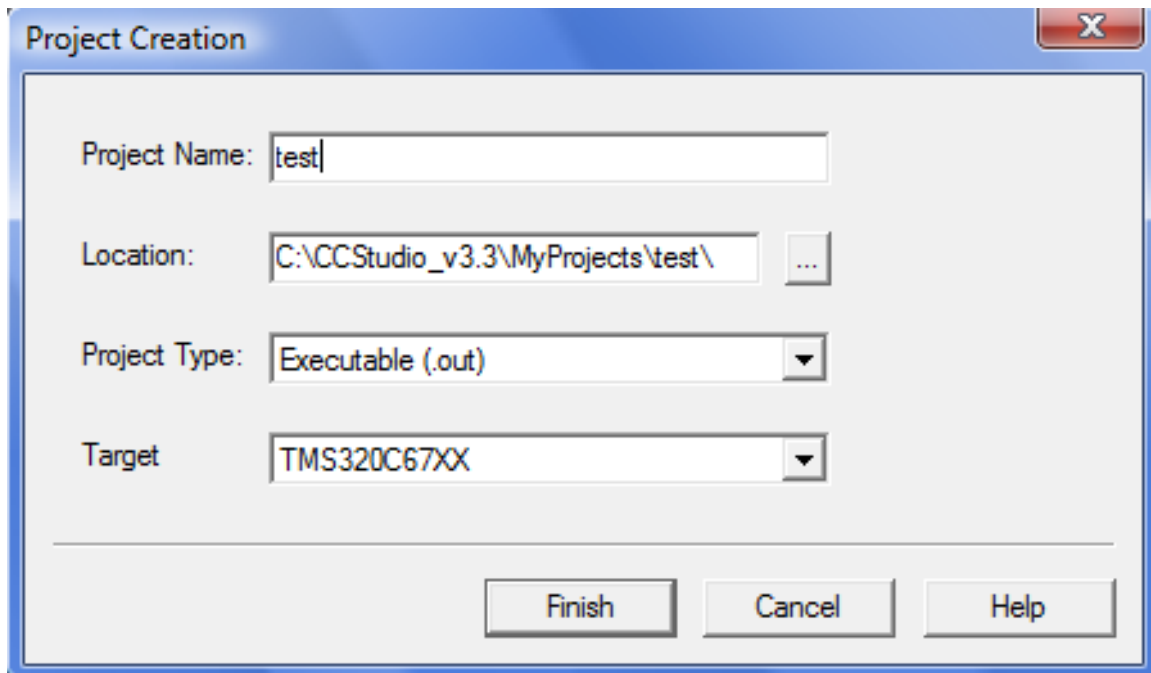 Project Creation
Project Name: test
Location: C:\CCStudio_v3.3\MyProjects\test\ ...
Project Type: Executable (.out)
Target TMS320C67XX
Finish Cancel Help